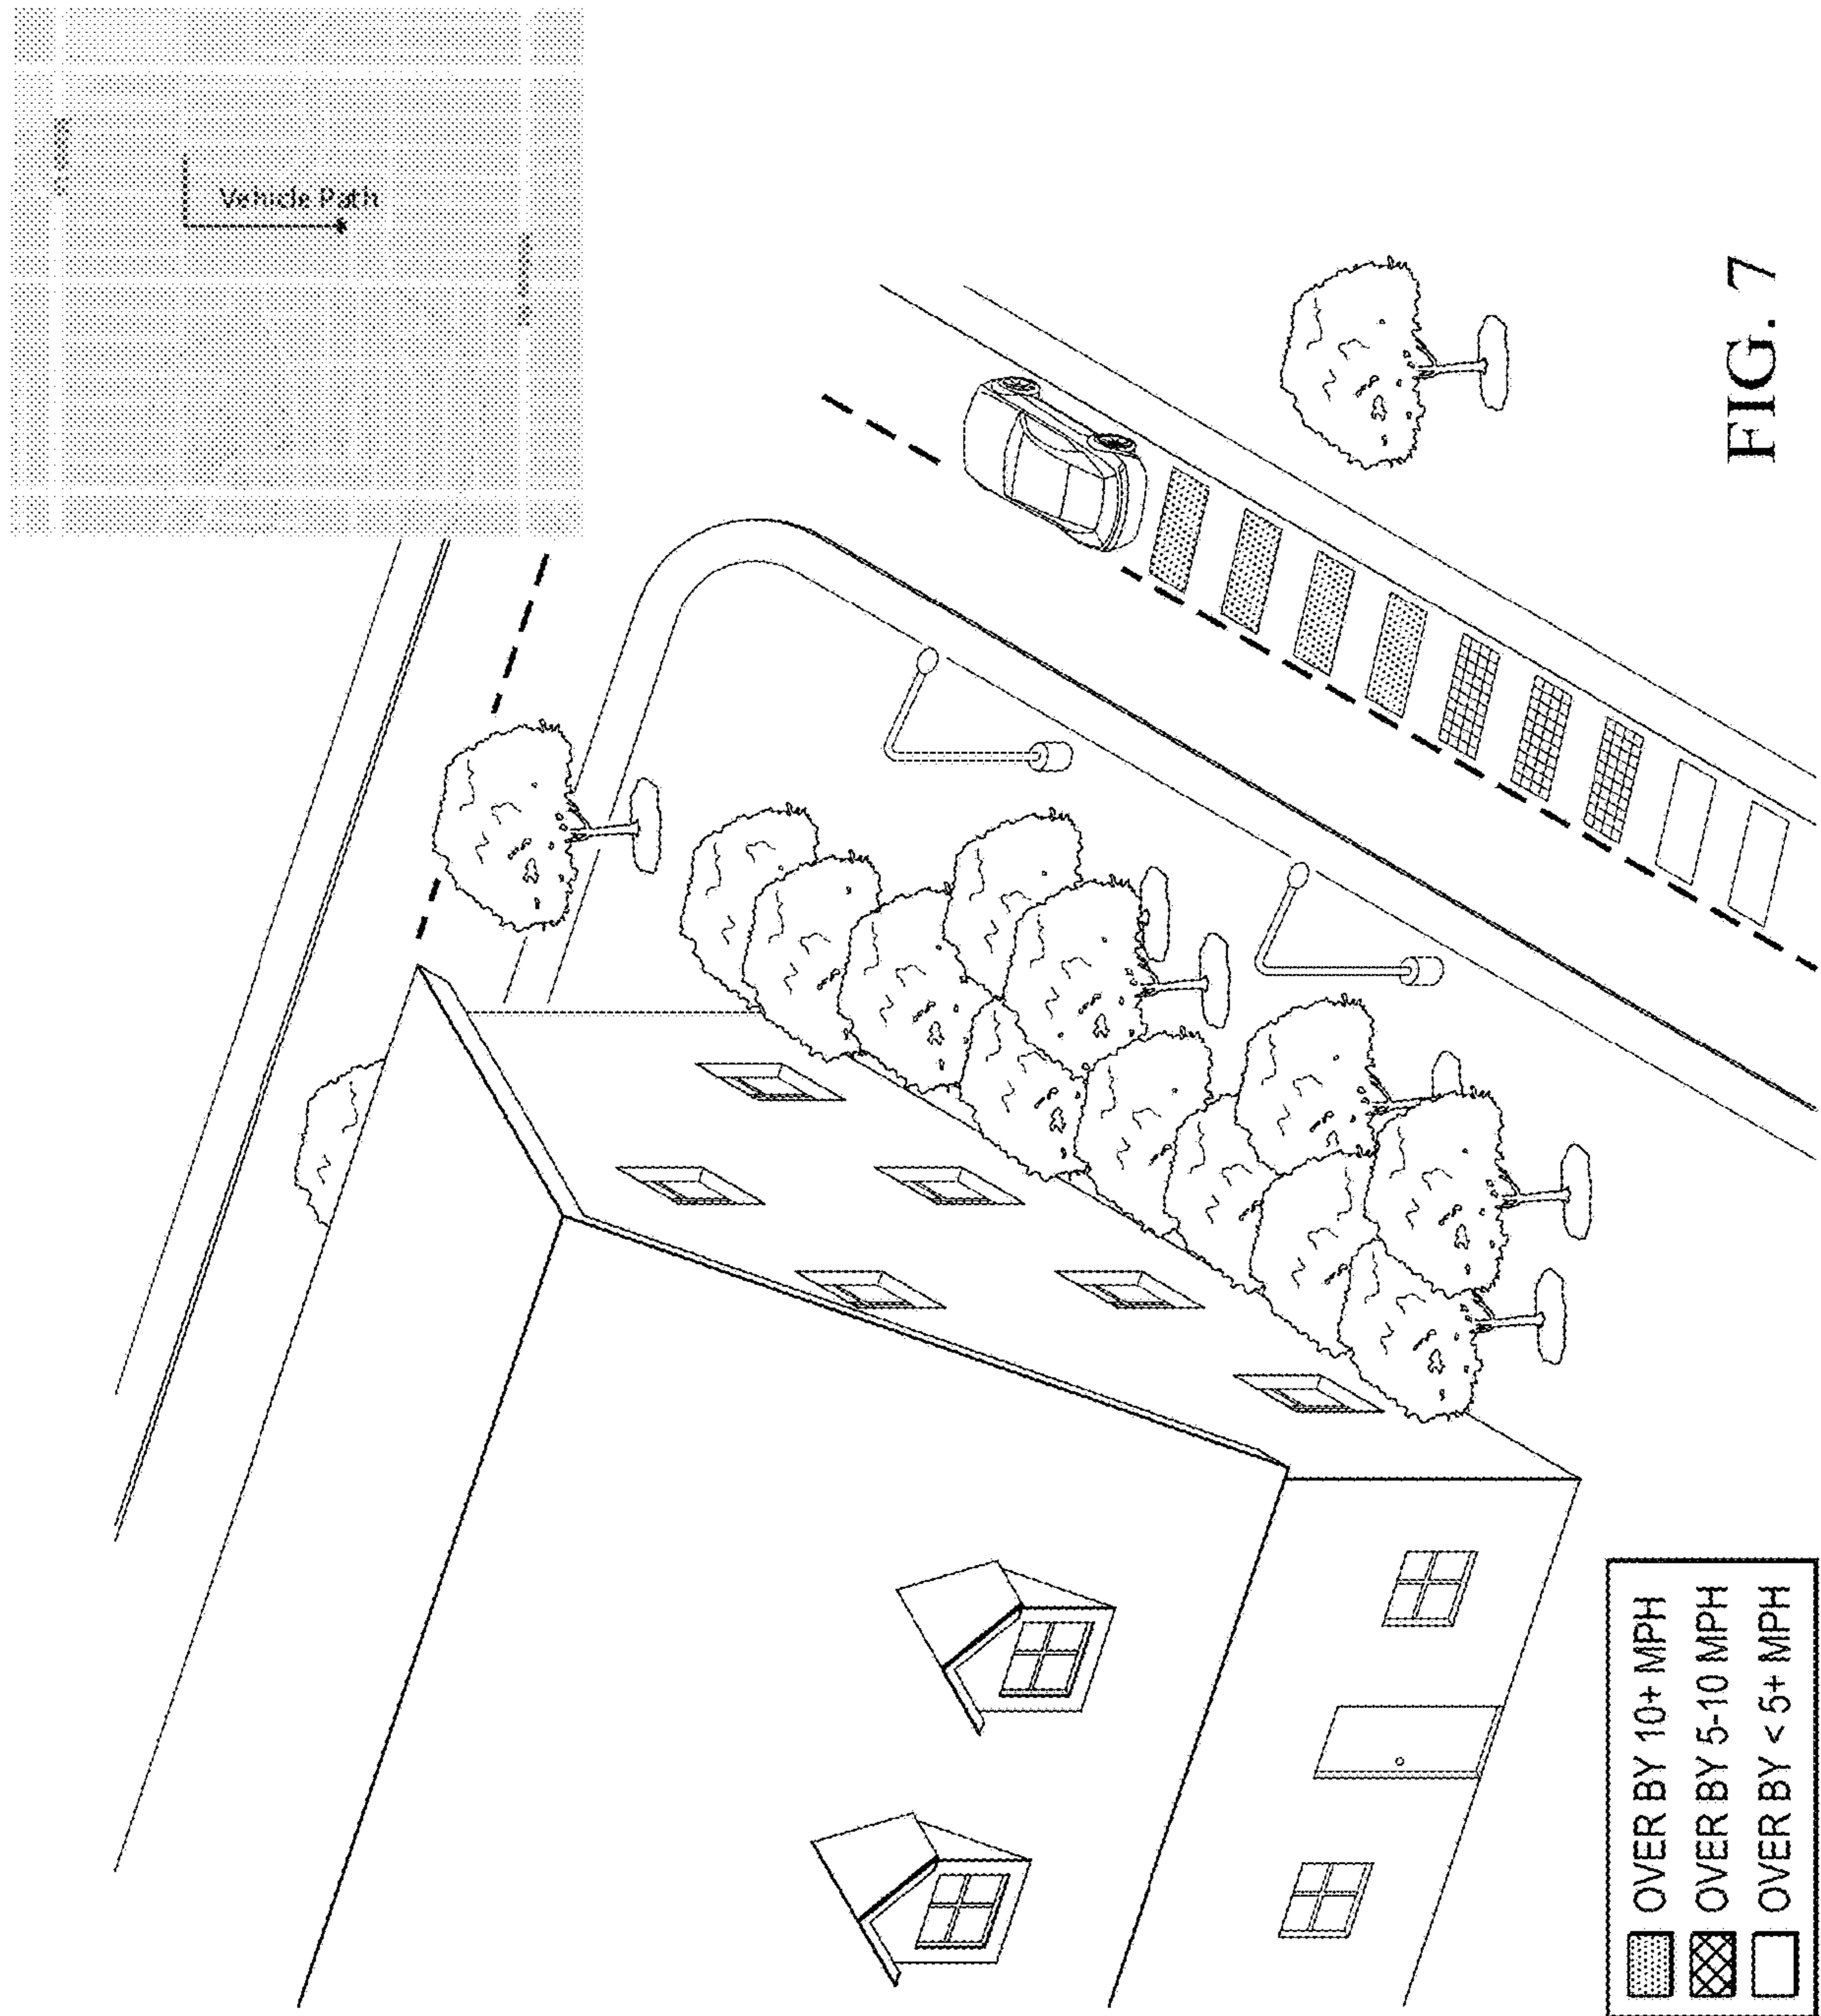 Vehicle Path
OVER BY 10+ MPH
OVER BY 5-10 MPH
OVER BY < 5+ MPH
FIG. 7